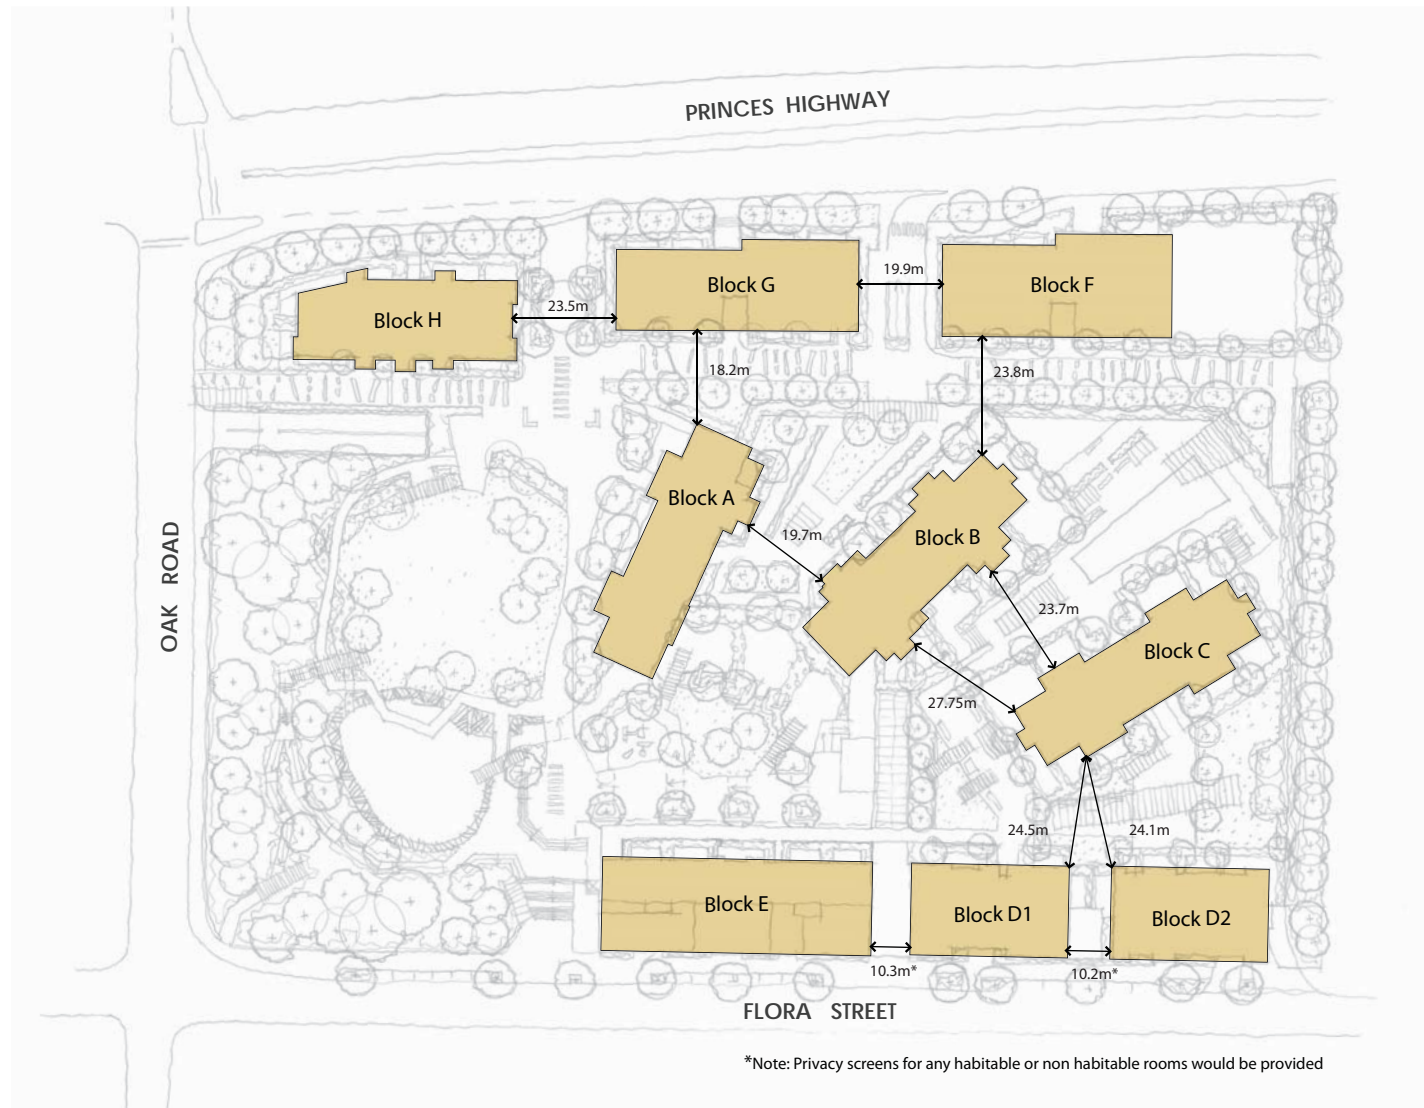 PRINCES HIGHWAY
Block G
Block F
Block H
19.9m
23.5m
18.2m
23.8m
Block A
Block B
19.7m
OAK ROAD
23.7m
Block C
27.75m
24.5m
24.1m
Block E
Block D1
Block D2
10.3m*
10.2m*
FLORA STREET
*Note: Privacy screens for any habitable or non habitable rooms would be provided